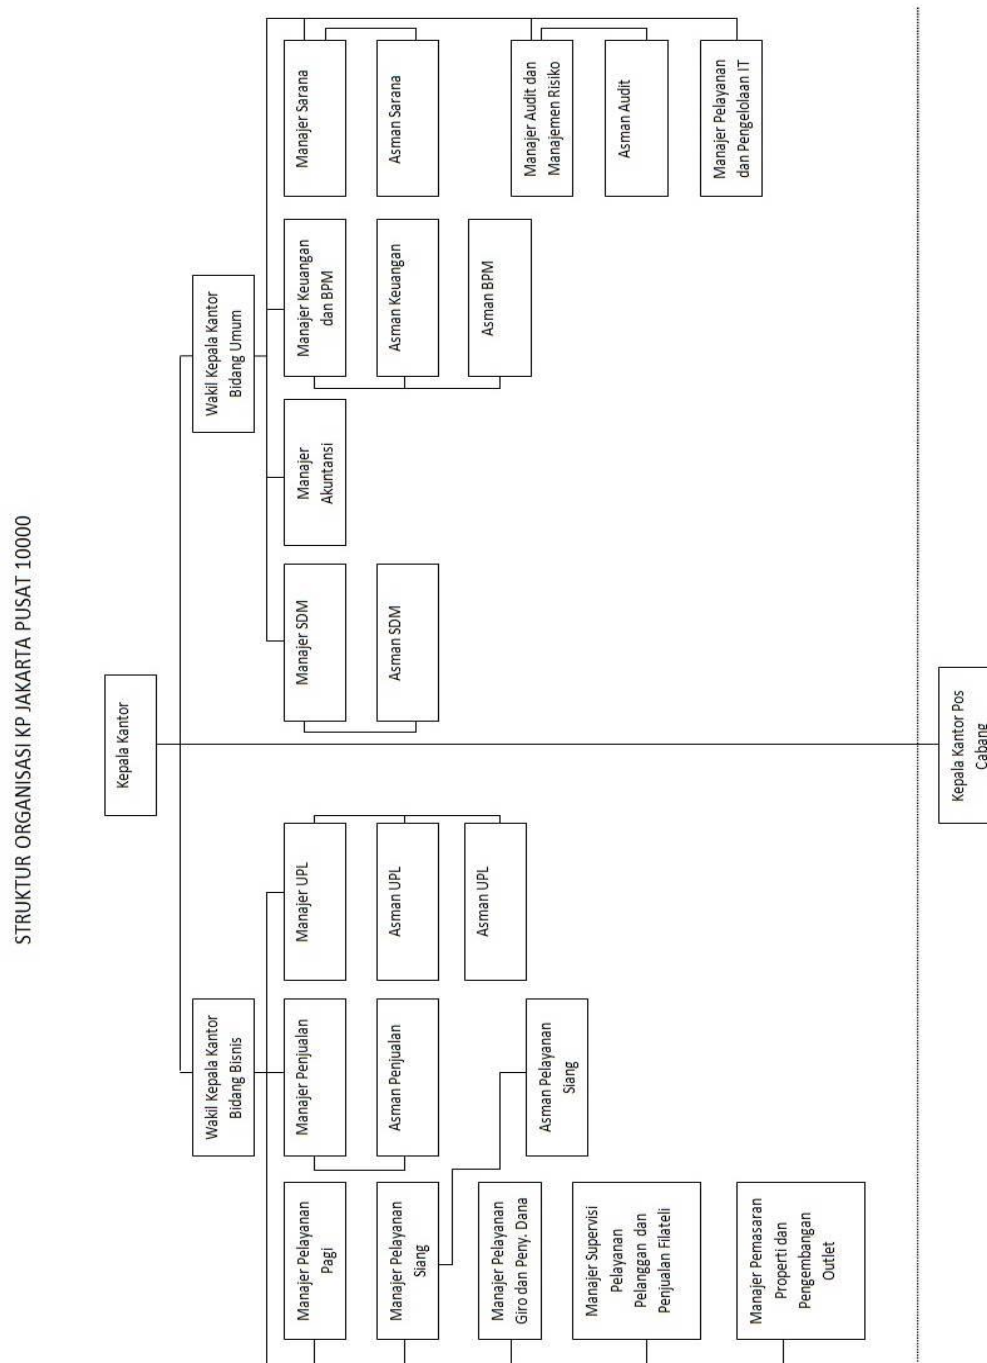 STRUKTUR ORGANISASI KP JAKARTA PUSAT 10000
Kepala Kantor
Wakil Kepala Kantor
Bidang Bisnis
Wakil Kepala Kantor
Bidang Umum
Manajer Pelayanan
Pagi
Manajer Penjualan
Manajer UPL
Manajer SDM
Manajer
Akuntansi
Manajer Keuangan
dan BPM
Manajer Sarana
Manajer Pelayanan
Siang
Asman Penjualan
Asman UPL
Asman SDM
Asman Keuangan
Asman Sarana
Manajer Pelayanan
Giro dan Peny. Dana
Asman UPL
Asman BPM
Asman Pelayanan
Siang
Manajer Audit dan
Manajemen Risiko
Manajer Supervisi
Pelayanan
Pelanggan dan
Penjualan Filateli
Asman Audit
Manajer Pemasaran
Properti dan
Pengembangan
Outlet
Manajer Pelayanan
dan Pengelolaan IT
Kepala Kantor Pos
Cabang